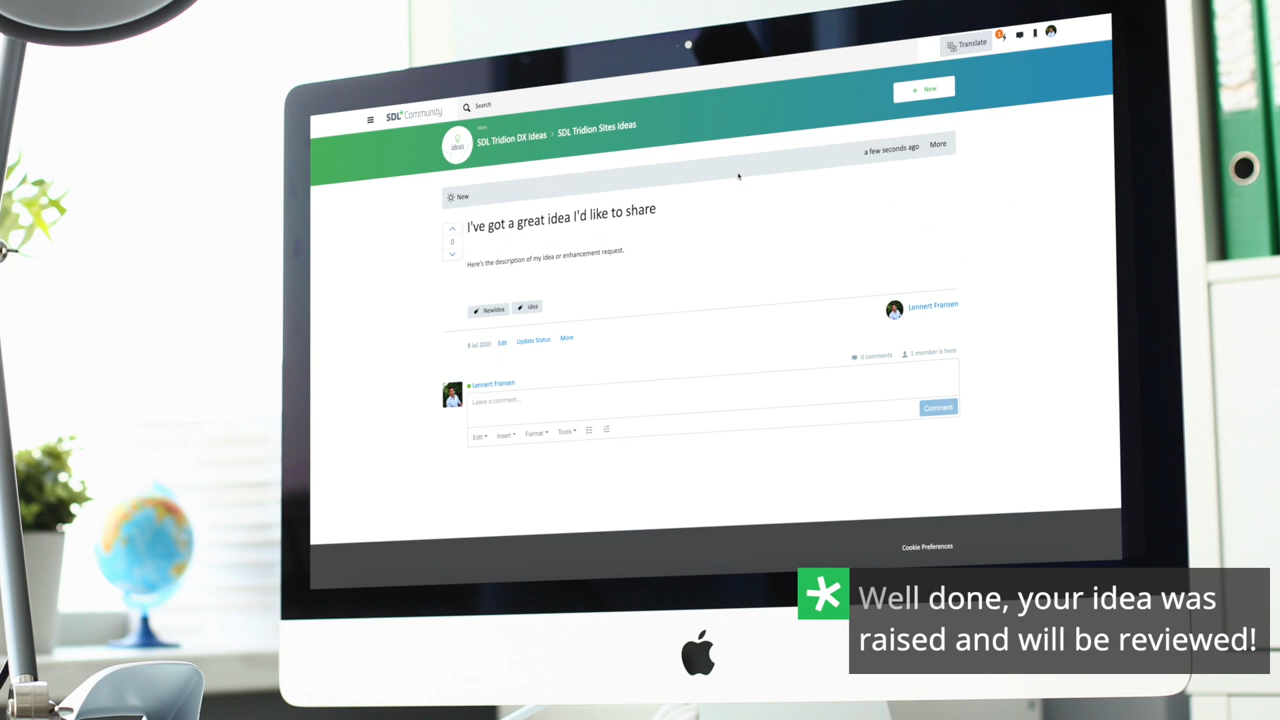 Translate
1
SDL* Community
Search
+ New
Ideas
ideas
SDL Tridion DX Ideas > SDL Tridion Sites Ideas
New
a few seconds ago More
I've got a great idea I'd like to share
0
Here's the description of my idea or enhancement request.
NewIdea idea
Lennert Fransen
8 Jul 2020 Edit Update Status More
0 comments 1 member is here
Lennert Fransen
Leave a comment...
Comment
Edit Insert Format Tools
Cookie Preferences
Well done, your idea was
raised and will be reviewed!